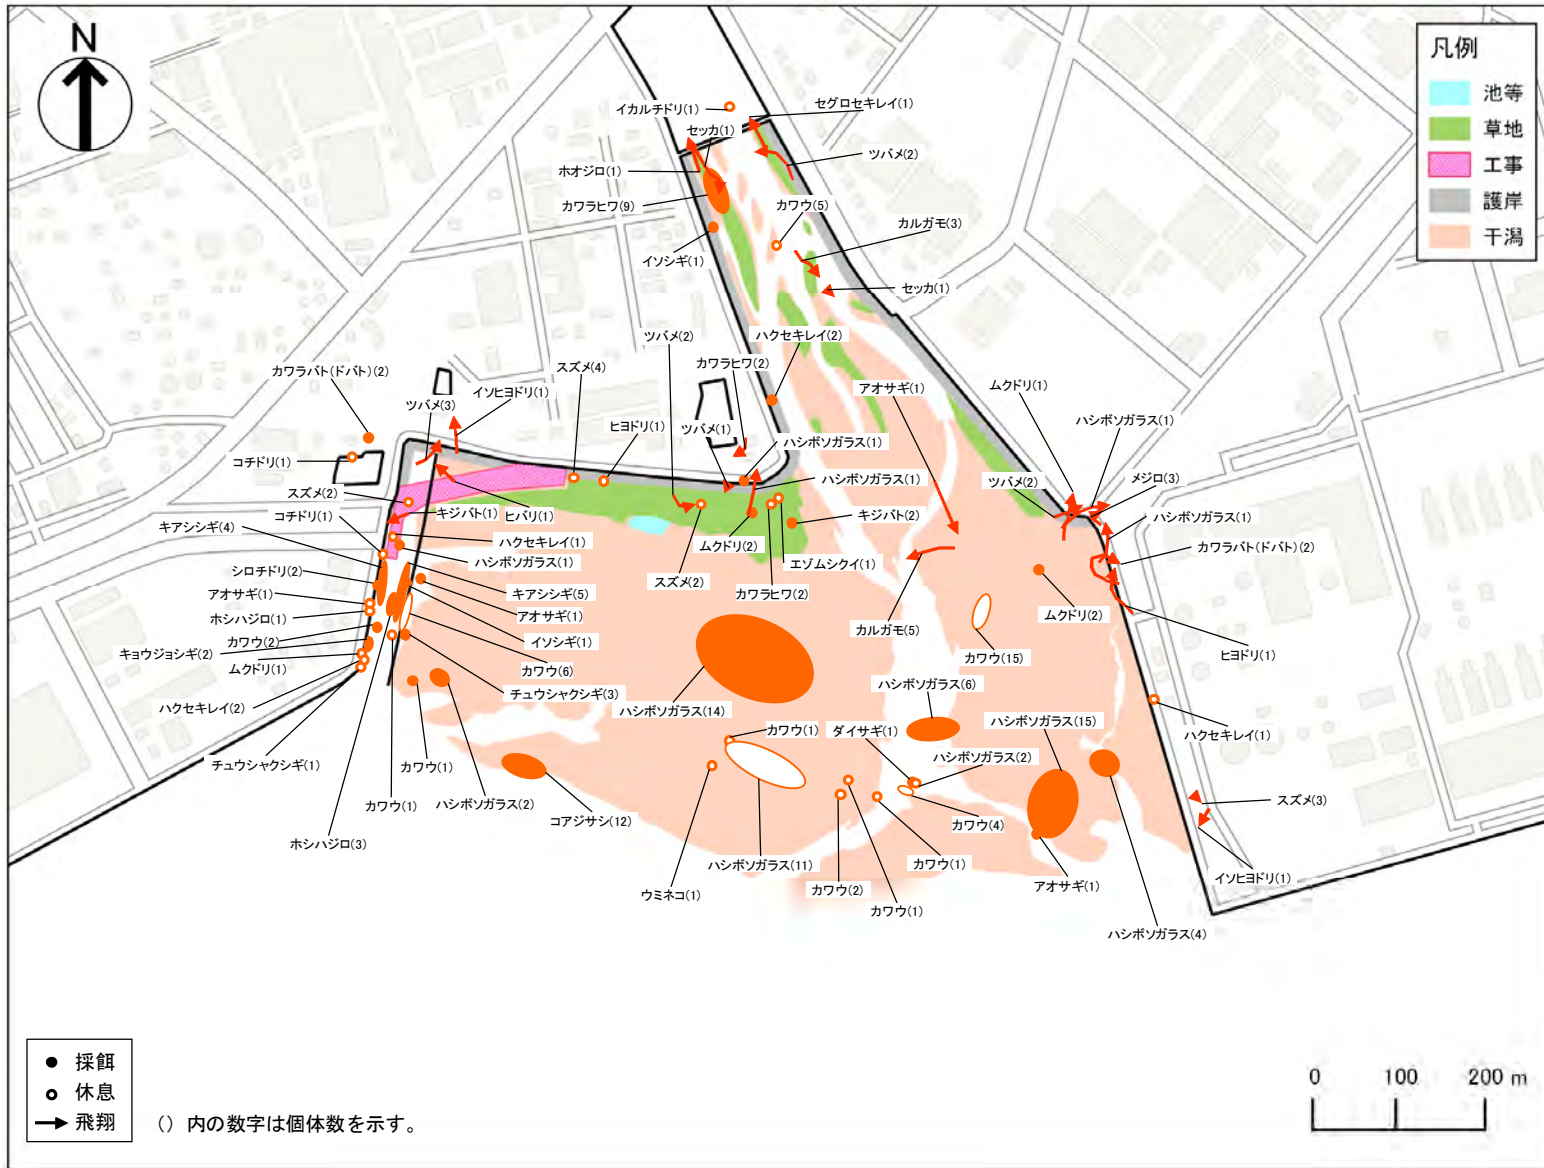 N
凡例
池等
草地
工事
護岸
干潟
イカルチドリ(1)
セグロセキレイ(1)
セッカ(1)
ツバメ(2)
ホオジロ(1)
カワラヒワ(9)
カワウ(5)
カルガモ(3)
イソシギ(1)
セッカ(1)
ツバメ(2)
ハクセキレイ(2)
カワラヒワ(2)
スズメ(4)
カワラバト(ドバト)(2)
イソヒヨドリ(1)
アオサギ(1)
ムクドリ(1)
ツバメ(3)
ハシボソガラス(1)
ヒヨドリ(1)
ツバメ(1)
ハシボソガラス(1)
コチドリ(1)
メジロ(3)
ハシボソガラス(1)
ツバメ(2)
スズメ(2)
キジバト(1)
ヒバリ(1)
キジバト(2)
ハシボソガラス(1)
コチドリ(1)
キアシシギ(4)
ハクセキレイ(1)
ムクドリ(2)
カワラバト(ドバト)(2)
ハシボソガラス(1)
エゾムシクイ(1)
シロチドリ(2)
スズメ(2)
キアシシギ(5)
カワラヒワ(2)
アオサギ(1)
アオサギ(1)
ムクドリ(2)
ホシハジロ(1)
イソシギ(1)
カルガモ(5)
カワウ(2)
キョウジョシギ(2)
カワウ(15)
カワウ(6)
ムクドリ(1)
ヒヨドリ(1)
ハシボソガラス(6)
チュウシャクシギ(3)
ハクセキレイ(2)
ハシボソガラス(14)
ハシボソガラス(15)
カワウ(1)
ダイサギ(1)
ハクセキレイ(1)
チュウシャクシギ(1)
カワウ(1)
ハシボソガラス(2)
カワウ(1)
ハシボソガラス(2)
コアジサシ(12)
カワウ(4)
スズメ(3)
ホシハジロ(3)
ハシボソガラス(11)
カワウ(1)
イソヒヨドリ(1)
ウミネコ(1)
カワウ(2)
カワウ(1)
アオサギ(1)
ハシボソガラス(4)
採餌
休息
飛翔
() 内の数字は個体数を示す。
0 100 200 m